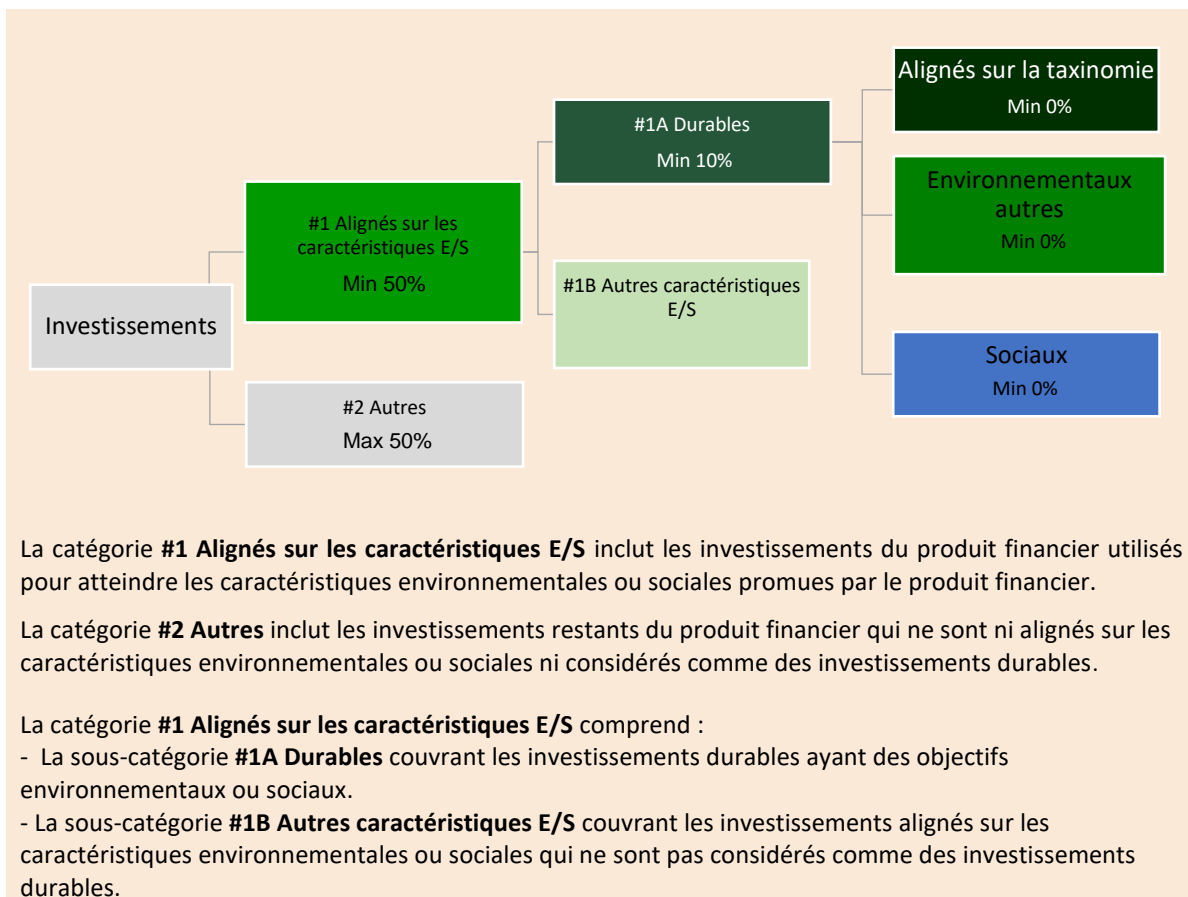 Alignés sur la taxinomie
Min 0%
#1A Durables
Min 10%
Environnementaux
autres
Min 0%
#1 Alignés sur les
caractéristiques E/S
Min 50%
#1B Autres caractéristiques
E/S
Investissements
Sociaux
Min 0%
#2 Autres
Max 50%
La catégorie #1 Alignés sur les caractéristiques E/S inclut les investissements du produit financier utilisés
pour atteindre les caractéristiques environnementales ou sociales promues par le produit financier.
La catégorie #2 Autres inclut les investissements restants du produit financier qui ne sont ni alignés sur les
caractéristiques environnementales ou sociales ni considérés comme des investissements durables.
La catégorie #1 Alignés sur les caractéristiques E/S comprend :
- La sous-catégorie #1A Durables couvrant les investissements durables ayant des objectifs
environnementaux ou sociaux.
- La sous-catégorie #1B Autres caractéristiques E/S couvrant les investissements alignés sur les
caractéristiques environnementales ou sociales qui ne sont pas considérés comme des investissements
durables.